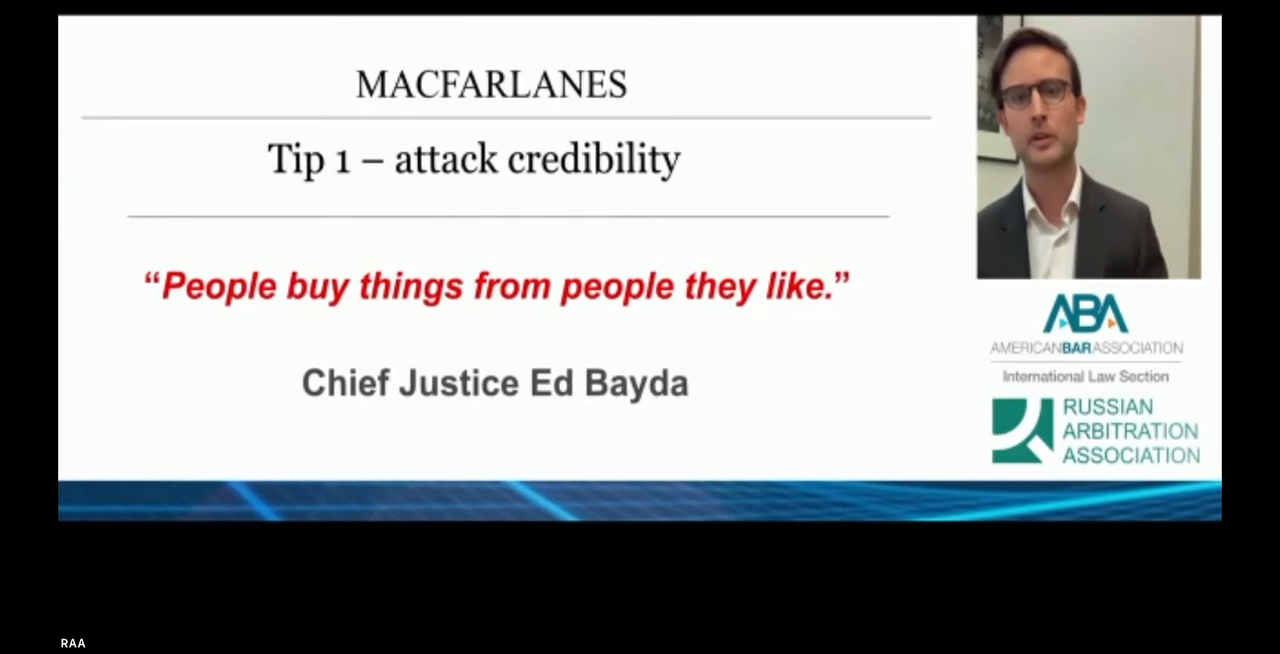 MACFARLANES
Tip 1 – attack credibility
“People buy things from people they like.”
Chief Justice Ed Bayda
ABA
AMERICANBARASSOCIATION
International Law Section
RUSSIAN
ARBITRATION
ASSOCIATION
RAA